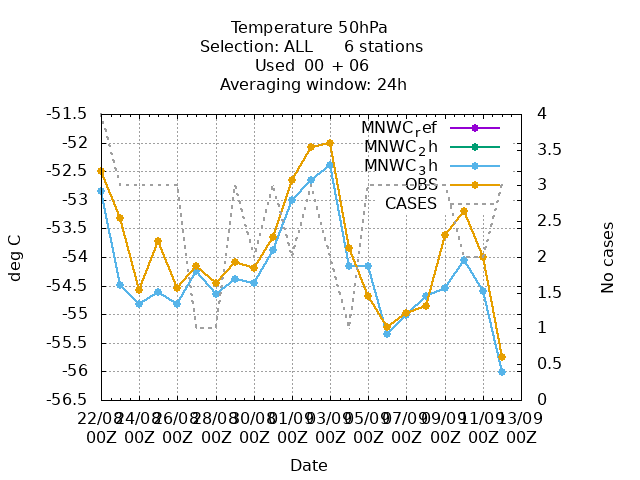 Temperature 50hPa
Selection: ALL 6 stations
Used 00 + 06
Averaging window: 24h
-51.5
-52
-52.5
-53
-53.5
-54
-54.5
-55
-55.5
-56
-56.5
deg C
MNWC_ref
MNWC_2h
MNWC_3h
OBS
CASES
4
3.5
3
2.5
2
1.5
1
0.5
0
No cases
22/08 24/08 26/08 28/08 30/08 01/09 03/09 05/09 07/09 09/09 11/09 13/09
00Z 00Z 00Z 00Z 00Z 00Z 00Z 00Z 00Z 00Z 00Z 00Z
Date